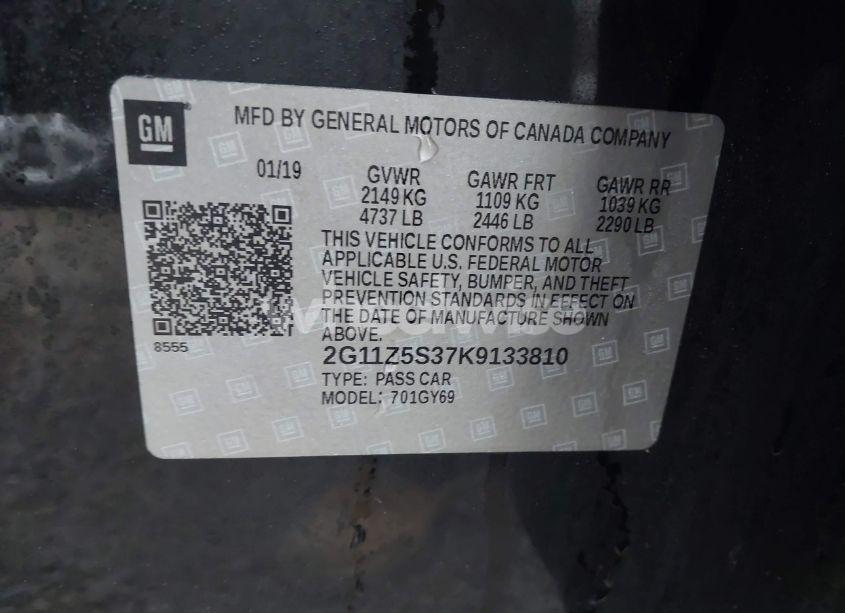 GM
MFD BY GENERAL MOTORS OF CANADA COMPANY
01/19
GVWR
2149 KG
4737 LB
GAWR FRT
1109 KG
2446 LB
GAWR RR
1039 KG
2290 LB
THIS VEHICLE CONFORMS TO ALL
APPLICABLE U.S. FEDERAL MOTOR
VEHICLE SAFETY, BUMPER, AND THEFT
PREVENTION STANDARDS IN EFFECT ON
THE DATE OF MANUFACTURE SHOWN
ABOVE.
8555
2G11Z5S37K9133810
TYPE: PASS CAR
MODEL: 701GY69